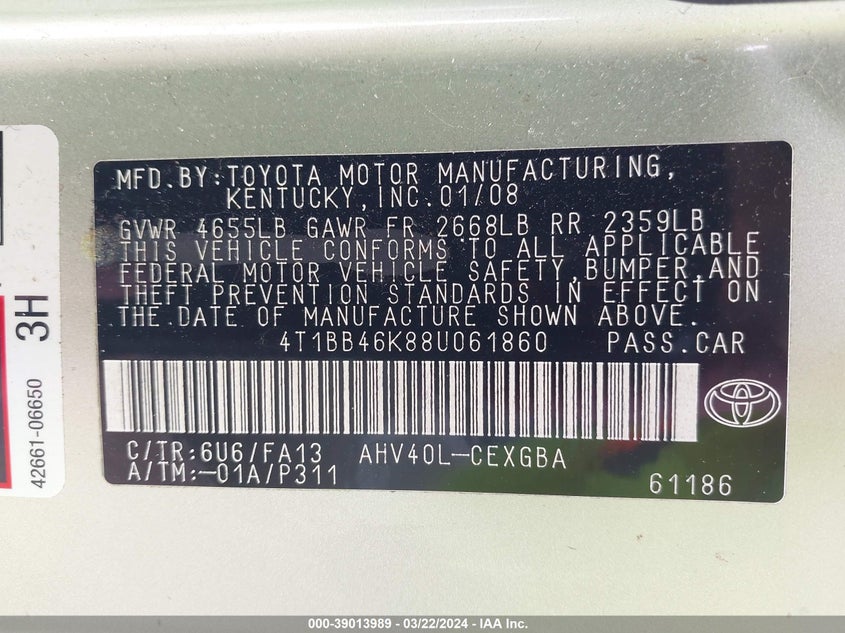 MFD.BY:TOYOTA MOTOR MANUFACTURING,
KENTUCKY,INC.01/08
GVWR 4655LB GAWR FR 2668LB RR 2359LB
THIS VEHICLE CONFORMS TO ALL APPLICABLE
FEDERAL MOTOR VEHICLE SAFETY,BUMPER,AND
THEFT PREVENTION STANDARDS IN EFFECT ON
THE DATE OF MANUFACTURE SHOWN ABOVE.
4T1BB46K88U061860 PASS.CAR
C/TR:6U6/FA13 AHV40L-CEXGBA
A/TM:-01A/P311
61186
3H
42661-06650
000-39013989 - 03/22/2024 - IAA Inc.